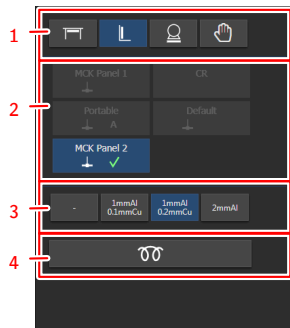 1
2
MCK Panel 1
CR
Portable
A
Default
MCK Panel 2
3
-
1mmAl
0.1mmCu
1mmAl
0.2mmCu
2mmAl
4